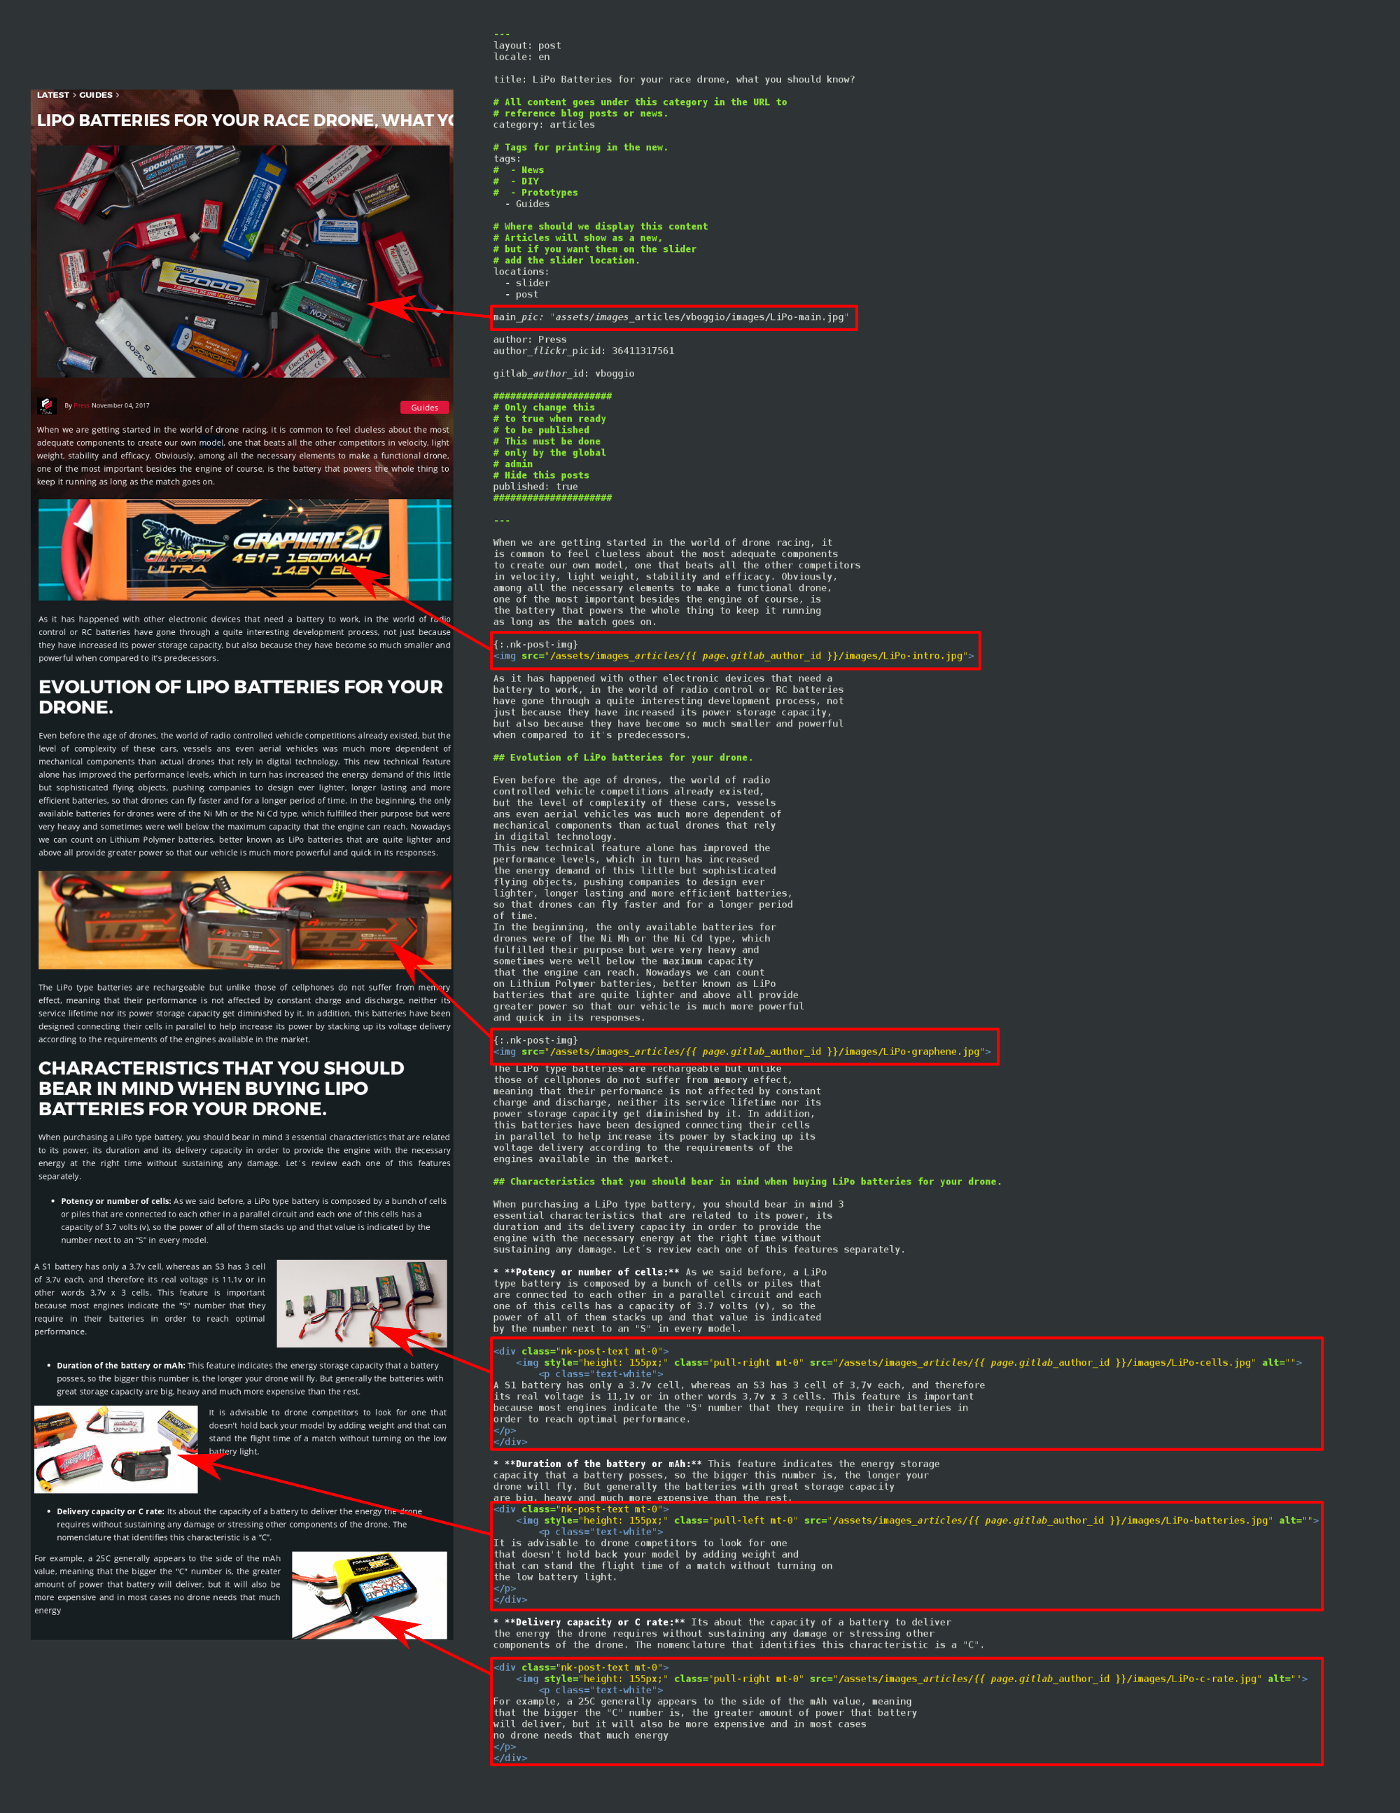 LATEST > GUIDES >
LIPO BATTERIES FOR YOUR RACE DRONE, WHAT YO
5000mAh
25C
45C
5000
25C
EON
4S-3200
By Press November 04, 2017
Guides
When we are getting started in the world of drone racing, it is common to feel clueless about the most
adequate components to create our own model, one that beats all the other competitors in velocity, light
weight, stability and efficacy. Obviously, among all the necessary elements to make a functional drone,
one of the most important besides the engine of course, is the battery that powers the whole thing to
keep it running as long as the match goes on.
DINOGY
ULTRA
GRAPHENE 2.0
4S1P 1500MAH
14.8V
As it has happened with other electronic devices that need a battery to work, in the world of radio
control or RC batteries have gone through a quite interesting development process, not just because
they have increased its power storage capacity, but also because they have become so much smaller and
powerful when compared to it's predecessors.
EVOLUTION OF LIPO BATTERIES FOR YOUR
DRONE.
Even before the age of drones, the world of radio controlled vehicle competitions already existed, but the
level of complexity of these cars, vessels ans even aerial vehicles was much more dependent of
mechanical components than actual drones that rely in digital technology. This new technical feature
alone has improved the performance levels, which in turn has increased the energy demand of this little
but sophisticated flying objects, pushing companies to design ever lighter, longer lasting and more
efficient batteries, so that drones can fly faster and for a longer period of time. In the beginning, the only
available batteries for drones were of the Ni Mh or the Ni Cd type, which fulfilled their purpose but were
very heavy and sometimes were well below the maximum capacity that the engine can reach. Nowadays
we can count on Lithium Polymer batteries, better known as LiPo batteries that are quite lighter and
above all provide greater power so that our vehicle is much more powerful and quick in its responses.
1.8
1.3
2.2
The LiPo type batteries are rechargeable but unlike those of cellphones do not suffer from memory
effect, meaning that their performance is not affected by constant charge and discharge, neither its
service lifetime nor its power storage capacity get diminished by it. In addition, this batteries have been
designed connecting their cells in parallel to help increase its power by stacking up its voltage delivery
according to the requirements of the engines available in the market.
CHARACTERISTICS THAT YOU SHOULD
BEAR IN MIND WHEN BUYING LIPO
BATTERIES FOR YOUR DRONE.
When purchasing a LiPo type battery, you should bear in mind 3 essential characteristics that are related
to its power, its duration and its delivery capacity in order to provide the engine with the necessary
energy at the right time without sustaining any damage. Let´s review each one of this features
separately.
• Potency or number of cells: As we said before, a LiPo type battery is composed by a bunch of cells
or piles that are connected to each other in a parallel circuit and each one of this cells has a
capacity of 3.7 volts (v), so the power of all of them stacks up and that value is indicated by the
number next to an “S” in every model.
A S1 battery has only a 3.7v cell, whereas an S3 has 3 cell
of 3,7v each, and therefore its real voltage is 11,1v or in
other words 3,7v x 3 cells. This feature is important
because most engines indicate the "S" number that they
require in their batteries in order to reach optimal
performance.
• Duration of the battery or mAh: This feature indicates the energy storage capacity that a battery
posses, so the bigger this number is, the longer your drone will fly. But generally the batteries with
great storage capacity are big, heavy and much more expensive than the rest.
It is advisable to drone competitors to look for one that
doesn't hold back your model by adding weight and that can
stand the flight time of a match without turning on the low
battery light.
• Delivery capacity or C rate: Its about the capacity of a battery to deliver the energy the drone
requires without sustaining any damage or stressing other components of the drone. The
nomenclature that identifies this characteristic is a “C”.
For example, a 25C generally appears to the side of the mAh
value, meaning that the bigger the "C" number is, the greater
amount of power that battery will deliver, but it will also be
more expensive and in most cases no drone needs that much
energy
---
layout: post
locale: en
title: LiPo Batteries for your race drone, what you should know?
# All content goes under this category in the URL to
# reference blog posts or news.
category: articles
# Tags for printing in the new.
tags:
#  - News
#  - DIY
#  - Prototypes
  - Guides
# Where should we display this content
# Articles will show as a new,
# but if you want them on the slider
# add the slider location.
locations:
  - slider
  - post
main_pic: "assets/images_articles/vboggio/images/LiPo-main.jpg"
author: Press
author_flickr_picid: 36411317561
gitlab_author_id: vboggio
#####################
# Only change this
# to true when ready
# to be published
# This must be done
# only by the global
# admin
# Hide this posts
published: true
#####################
---
When we are getting started in the world of drone racing, it
is common to feel clueless about the most adequate components
to create our own model, one that beats all the other competitors
in velocity, light weight, stability and efficacy. Obviously,
among all the necessary elements to make a functional drone,
one of the most important besides the engine of course, is
the battery that powers the whole thing to keep it running
as long as the match goes on.
{:.nk-post-img}
<img src="/assets/images_articles/{{ page.gitlab_author_id }}/images/LiPo-intro.jpg">
As it has happened with other electronic devices that need a
battery to work, in the world of radio control or RC batteries
have gone through a quite interesting development process, not
just because they have increased its power storage capacity,
but also because they have become so much smaller and powerful
when compared to it's predecessors.
## Evolution of LiPo batteries for your drone.
Even before the age of drones, the world of radio
controlled vehicle competitions already existed,
but the level of complexity of these cars, vessels
ans even aerial vehicles was much more dependent of
mechanical components than actual drones that rely
in digital technology.
This new technical feature alone has improved the
performance levels, which in turn has increased
the energy demand of this little but sophisticated
flying objects, pushing companies to design ever
lighter, longer lasting and more efficient batteries,
so that drones can fly faster and for a longer period
of time.
In the beginning, the only available batteries for
drones were of the Ni Mh or the Ni Cd type, which
fulfilled their purpose but were very heavy and
sometimes were well below the maximum capacity
that the engine can reach. Nowadays we can count
on Lithium Polymer batteries, better known as LiPo
batteries that are quite lighter and above all provide
greater power so that our vehicle is much more powerful
and quick in its responses.
{:.nk-post-img}
<img src="/assets/images_articles/{{ page.gitlab_author_id }}/images/LiPo-graphene.jpg">
The LiPo type batteries are rechargeable but unlike
those of cellphones do not suffer from memory effect,
meaning that their performance is not affected by constant
charge and discharge, neither its service lifetime nor its
power storage capacity get diminished by it. In addition,
this batteries have been designed connecting their cells
in parallel to help increase its power by stacking up its
voltage delivery according to the requirements of the
engines available in the market.
## Characteristics that you should bear in mind when buying LiPo batteries for your drone.
When purchasing a LiPo type battery, you should bear in mind 3
essential characteristics that are related to its power, its
duration and its delivery capacity in order to provide the
engine with the necessary energy at the right time without
sustaining any damage. Let´s review each one of this features separately.
* **Potency or number of cells:** As we said before, a LiPo
type battery is composed by a bunch of cells or piles that
are connected to each other in a parallel circuit and each
one of this cells has a capacity of 3.7 volts (v), so the
power of all of them stacks up and that value is indicated
by the number next to an "S" in every model.
<div class="nk-post-text mt-0">
    <img style="height: 155px;" class="pull-right mt-0" src="/assets/images_articles/{{ page.gitlab_author_id }}/images/LiPo-cells.jpg" alt="">
        <p class="text-white">
A S1 battery has only a 3.7v cell, whereas an S3 has 3 cell of 3,7v each, and therefore
its real voltage is 11,1v or in other words 3,7v x 3 cells. This feature is important
because most engines indicate the "S" number that they require in their batteries in
order to reach optimal performance.
</p>
</div>
* **Duration of the battery or mAh:** This feature indicates the energy storage
capacity that a battery posses, so the bigger this number is, the longer your
drone will fly. But generally the batteries with great storage capacity
are big, heavy and much more expensive than the rest.
<div class="nk-post-text mt-0">
    <img style="height: 155px;" class="pull-left mt-0" src="/assets/images_articles/{{ page.gitlab_author_id }}/images/LiPo-batteries.jpg" alt="">
        <p class="text-white">
It is advisable to drone competitors to look for one
that doesn't hold back your model by adding weight and
that can stand the flight time of a match without turning on
the low battery light.
</p>
</div>
* **Delivery capacity or C rate:** Its about the capacity of a battery to deliver
the energy the drone requires without sustaining any damage or stressing other
components of the drone. The nomenclature that identifies this characteristic is a "C".
<div class="nk-post-text mt-0">
    <img style="height: 155px;" class="pull-right mt-0" src="/assets/images_articles/{{ page.gitlab_author_id }}/images/LiPo-c-rate.jpg" alt="">
        <p class="text-white">
For example, a 25C generally appears to the side of the mAh value, meaning
that the bigger the "C" number is, the greater amount of power that battery
will deliver, but it will also be more expensive and in most cases
no drone needs that much energy
</p>
</div>